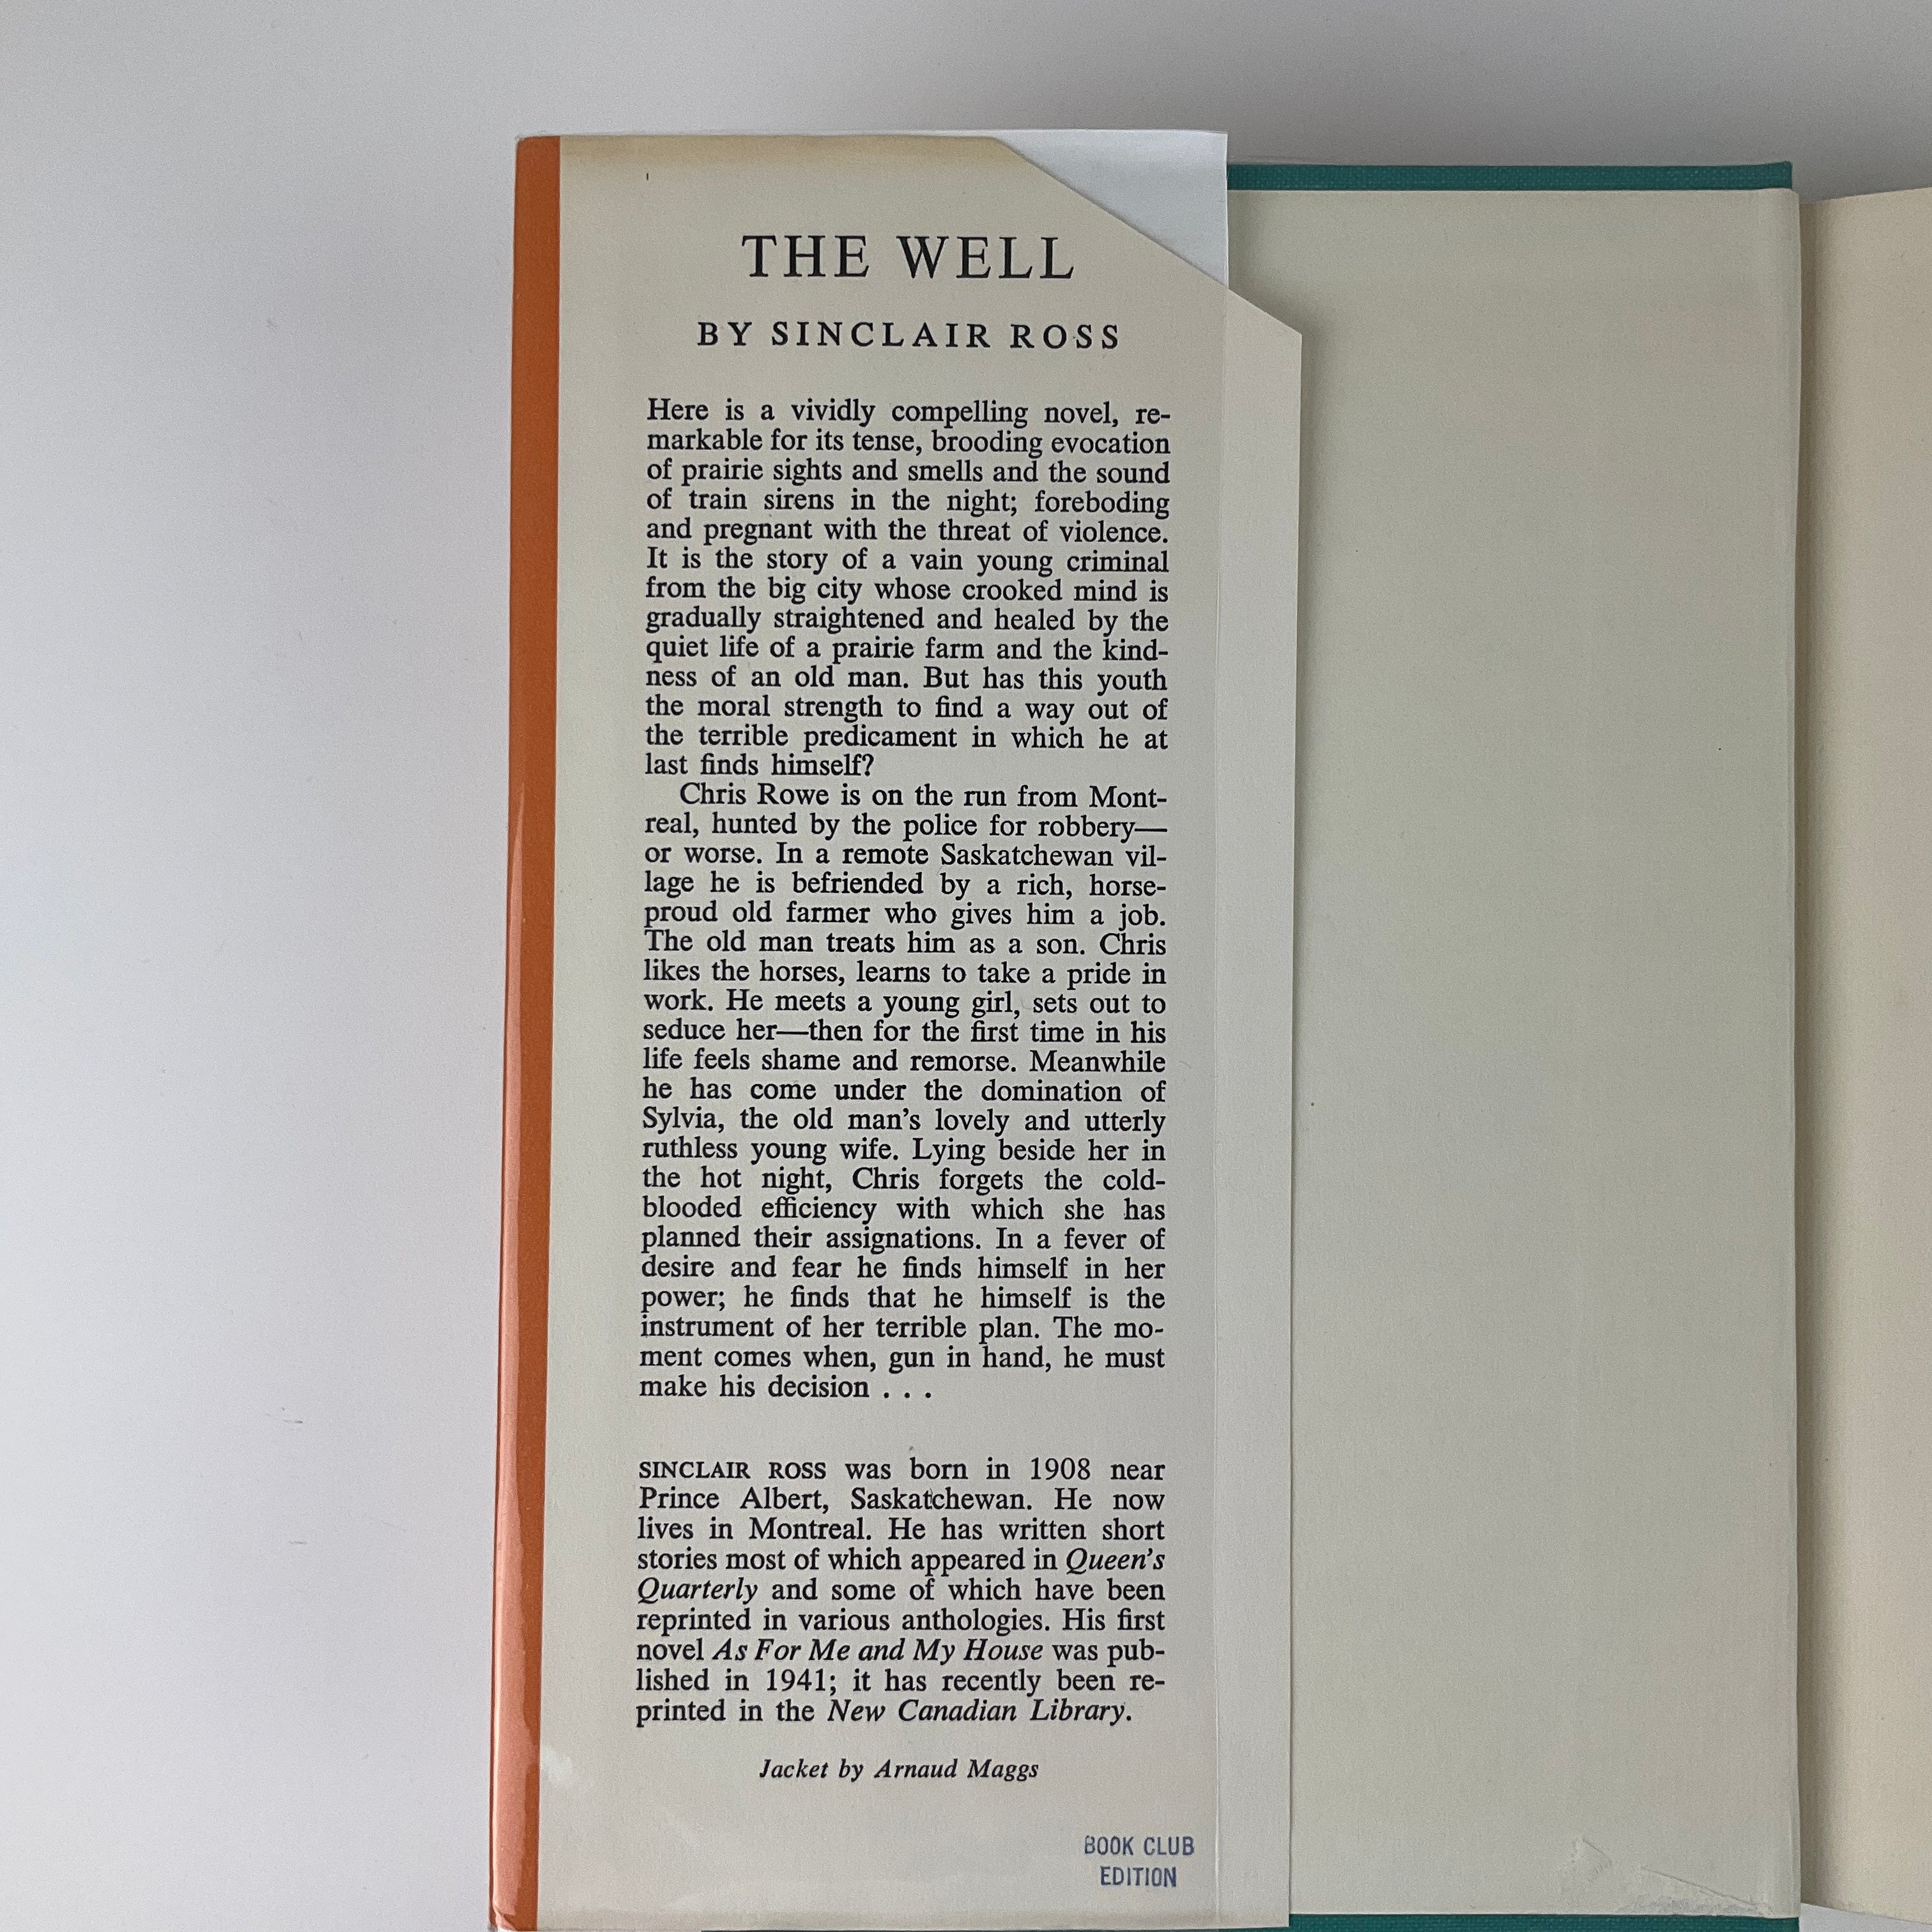 THE WELL
BY SINCLAIR ROSS
Here is a vividly compelling novel, re-
markable for its tense, brooding evocation
of prairie sights and smells and the sound
of train sirens in the night; foreboding
and pregnant with the threat of violence.
It is the story of a vain young criminal
from the big city whose crooked mind is
gradually straightened and healed by the
quiet life of a prairie farm and the kind-
ness of an old man. But has this youth
the moral strength to find a way out of
the terrible predicament in which he at
last finds himself?
Chris Rowe is on the run from Mont-
real, hunted by the police for robbery—
or worse. In a remote Saskatchewan vil-
lage he is befriended by a rich, horse-
proud old farmer who gives him a job.
The old man treats him as a son. Chris
likes the horses, learns to take a pride in
work. He meets a young girl, sets out to
seduce her—then for the first time in his
life feels shame and remorse. Meanwhile
he has come under the domination of
Sylvia, the old man's lovely and utterly
ruthless young wife. Lying beside her in
the hot night, Chris forgets the cold-
blooded efficiency with which she has
planned their assignations. In a fever of
desire and fear he finds himself in her
power; he finds that he himself is the
instrument of her terrible plan. The mo-
ment comes when, gun in hand, he must
make his decision . . .
SINCLAIR ROSS was born in 1908 near
Prince Albert, Saskatchewan. He now
lives in Montreal. He has written short
stories most of which appeared in Queen's
Quarterly and some of which have been
reprinted in various anthologies. His first
novel As For Me and My House was pub-
lished in 1941; it has recently been re-
printed in the New Canadian Library.
Jacket by Arnaud Maggs
BOOK CLUB
EDITION